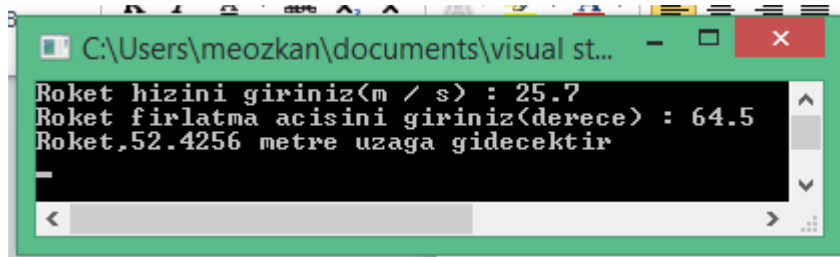 C:\Users\meozkan\documents\visual st...
Roket hizini giriniz(m / s) : 25.7
Roket firlatma acisini giriniz(derece) : 64.5
Roket,52.4256 metre uzaga gidecektir